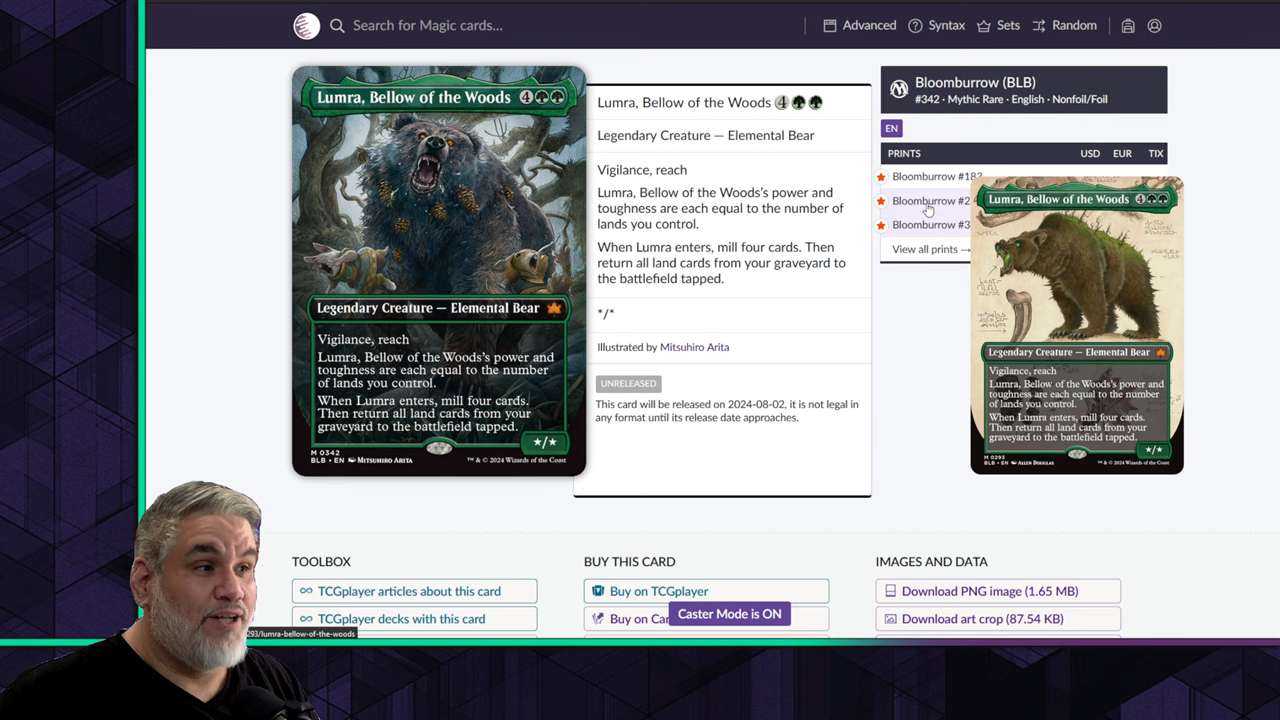 Search for Magic cards...
Advanced
Syntax
Sets
Random
Lumra, Bellow of the Woods 4
Legendary Creature — Elemental Bear
Vigilance, reach
Lumra, Bellow of the Woods's power and
toughness are each equal to the number
of lands you control.
When Lumra enters, mill four cards.
Then return all land cards from your
graveyard to the battlefield tapped.
★/★
M 0342
BLB • EN Mitsuhiro Arita
™ & © 2024 Wizards of the Coast
Lumra, Bellow of the Woods 4
Legendary Creature — Elemental Bear
Vigilance, reach
Lumra, Bellow of the Woods's power and
toughness are each equal to the number of
lands you control.
When Lumra enters, mill four cards. Then
return all land cards from your graveyard to
the battlefield tapped.
*/*
Illustrated by Mitsuhiro Arita
UNRELEASED
This card will be released on 2024-08-02, it is not legal in
any format until its release date approaches.
Bloomburrow (BLB)
#342 · Mythic Rare · English · Nonfoil/Foil
EN
PRINTS USD EUR TIX
Bloomburrow #183
Bloomburrow #2
Bloomburrow #3
View all prints →
Lumra, Bellow of the Woods 4
Legendary Creature — Elemental Bear
Vigilance, reach
Lumra, Bellow of the Woods's power and
toughness are each equal to the number
of lands you control.
When Lumra enters, mill four cards.
Then return all land cards from your
graveyard to the battlefield tapped.
★/★
M 0293
BLB • EN Allen Douglas
™ & © 2024 Wizards of the Coast
TOOLBOX
TCGplayer articles about this card
TCGplayer decks with this card
BUY THIS CARD
Buy on TCGplayer
Buy on Car
Caster Mode is ON
IMAGES AND DATA
Download PNG image (1.65 MB)
Download art crop (87.54 KB)
293/lumra-bellow-of-the-woods